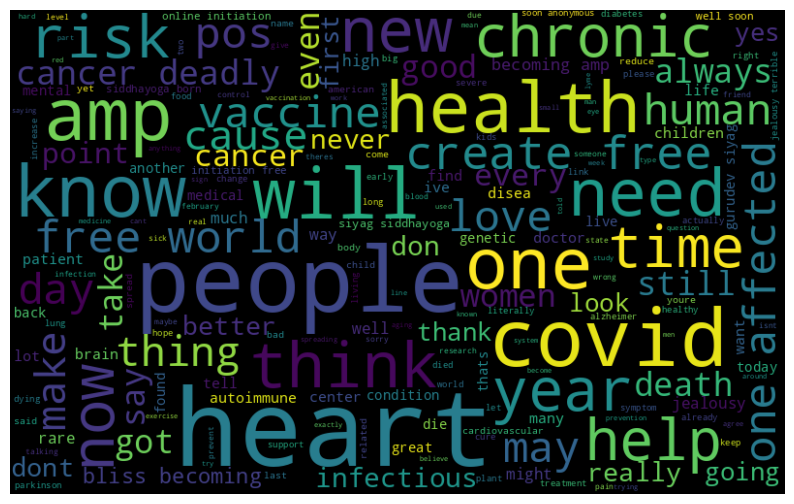 hard level online initiation soon anonymous diabetes well soon
due name
risk pos new chronic yes
part two red give even first becoming amp reduce right
cancer deadly high big please
yet mental siddhayoga born good always
food control american severe life
amp vaccine health human
saying vaccination work associated man eye friend
cause never small kids children
increase point cancer create free jealousy terrible
another initiation free theres come find someone week link type
know will sign change early ive every need
medical february long blood disea told actually
medicine cant real used love live gurudev siyag
much siyag siddhayoga
free world way don genetic doctor state question
sick
patient infection body study wrong one affected
people one time
day take child look still
spread living women youre healthy
back lung line known alzheimer men lint
maybe hope bad better well thank covid want
lot brain literally system
thing think aging
make now spreading sorry research become around
say tell died world thats year death today
dying found autoimmune center condition heart
said got die many jealousy already
rare exercise let symptom
dont exactly great cardiovascular help may agree
talking try prevent support related cure prevention keep
bliss becoming last infectious plant might really going
parkinson believe treatment pain trying